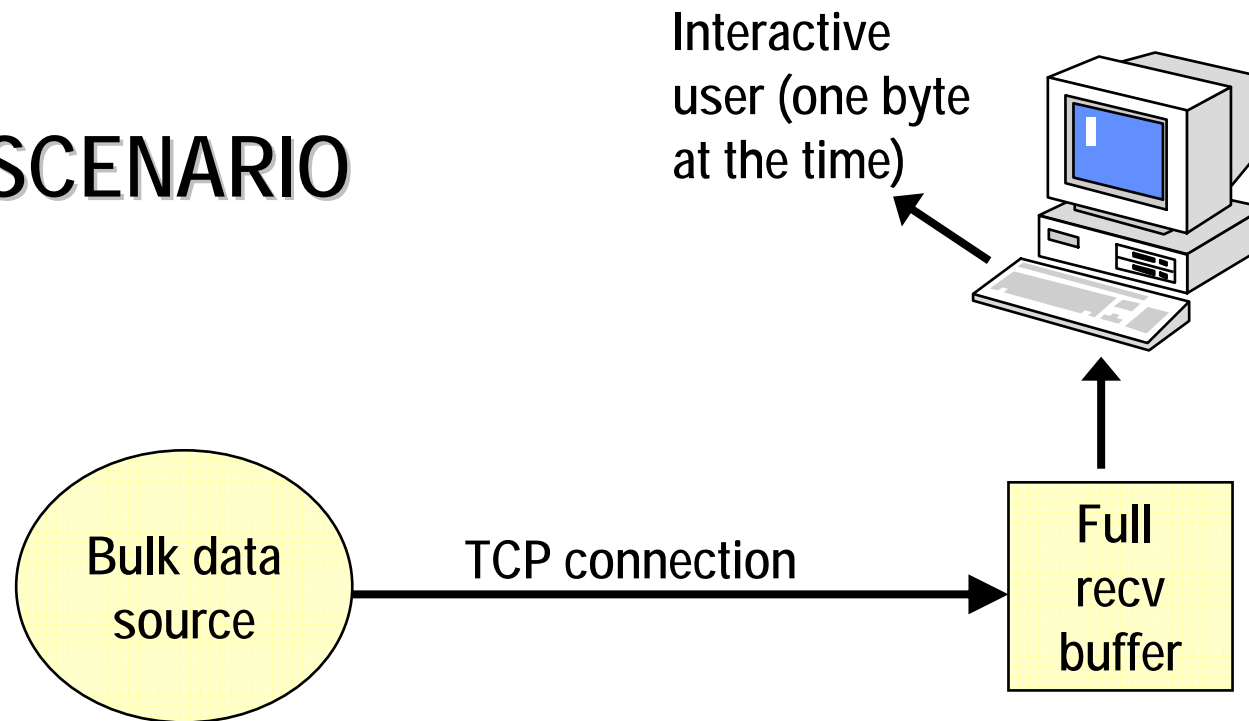 SCENARIO
Interactive
user (one byte
at the time)
Bulk data
source
TCP connection
Full
recv
buffer